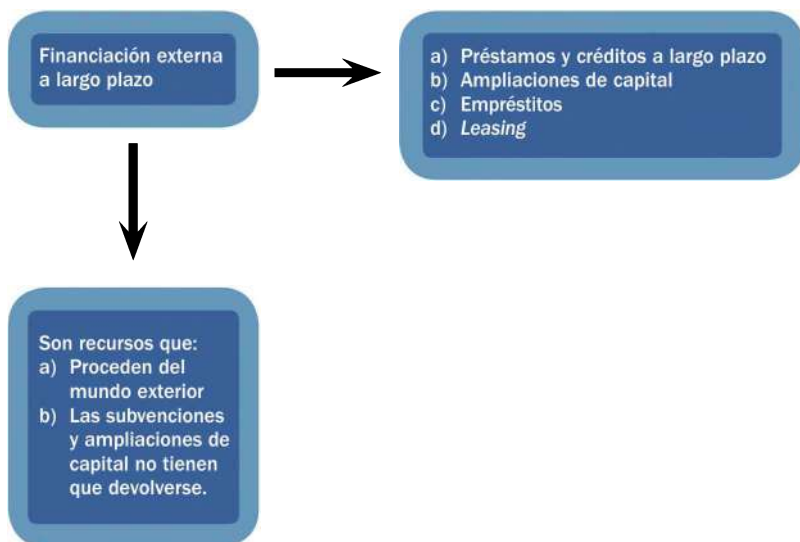 Financiación externa
a largo plazo
a) Préstamos y créditos a largo plazo
b) Ampliaciones de capital
c) Empréstitos
d) Leasing
Son recursos que:
a) Proceden del
mundo exterior
b) Las subvenciones
y ampliaciones de
capital no tienen
que devolverse.